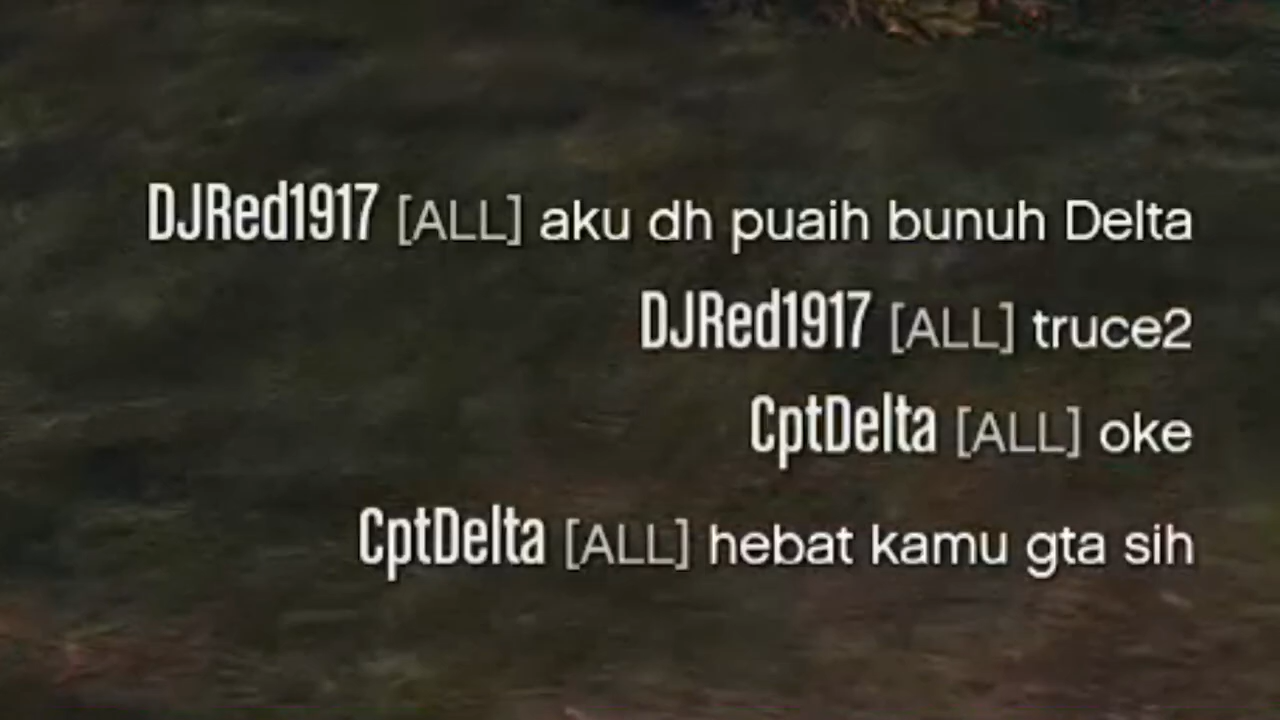 DJRed1917 [ALL] aku dh puaih bunuh Delta
DJRed1917 [ALL] truce2
CptDelta [ALL] oke
CptDelta [ALL] hebat kamu gta sih